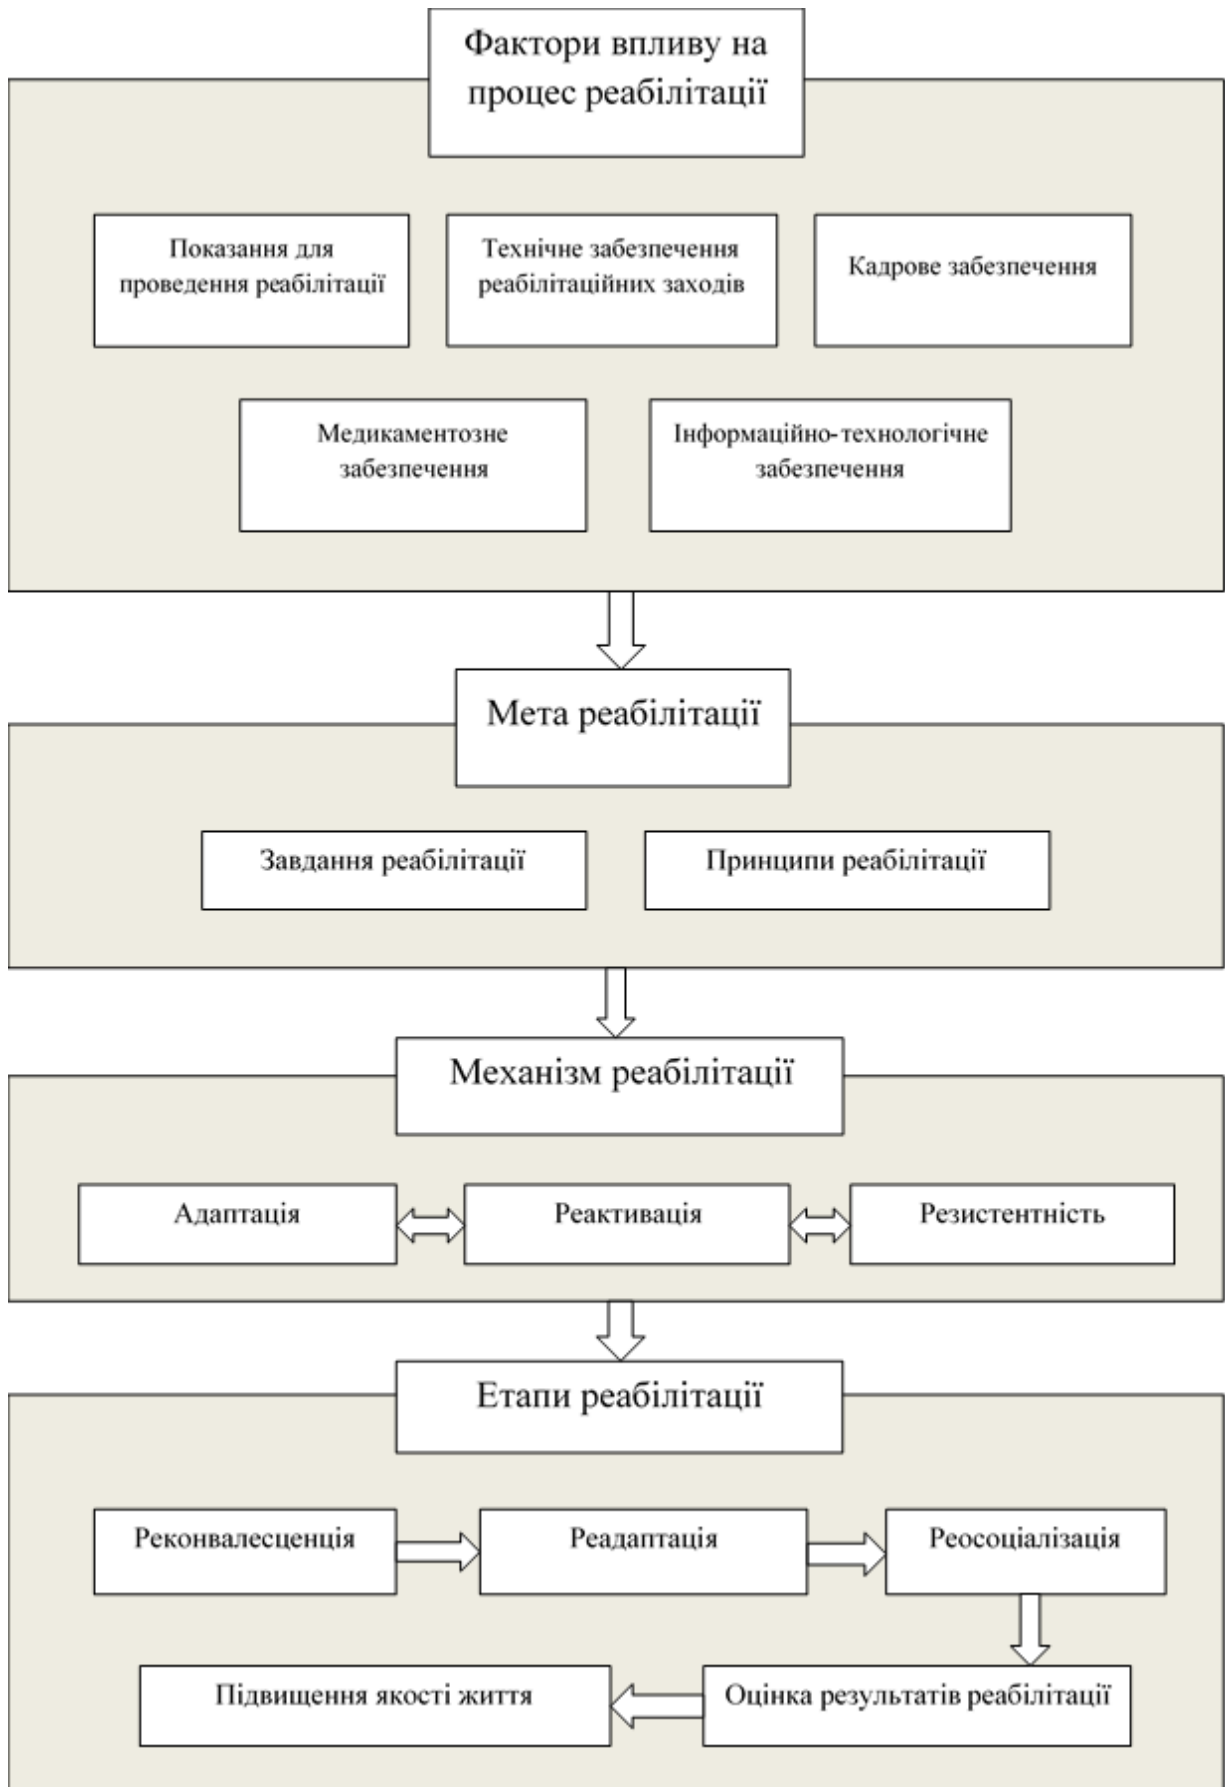 Фактори впливу на
процес реабілітації
Показання для
проведення реабілітації
Технічне забезпечення
реабілітаційних заходів
Кадрове забезпечення
Медикаментозне
забезпечення
Інформаційно-технологічне
забезпечення
Мета реабілітації
Завдання реабілітації
Принципи реабілітації
Механізм реабілітації
Адаптація
Реактивація
Резистентність
Етапи реабілітації
Реконвалесценція
Реадаптація
Реосоціалізація
Підвищення якості життя
Оцінка результатів реабілітації